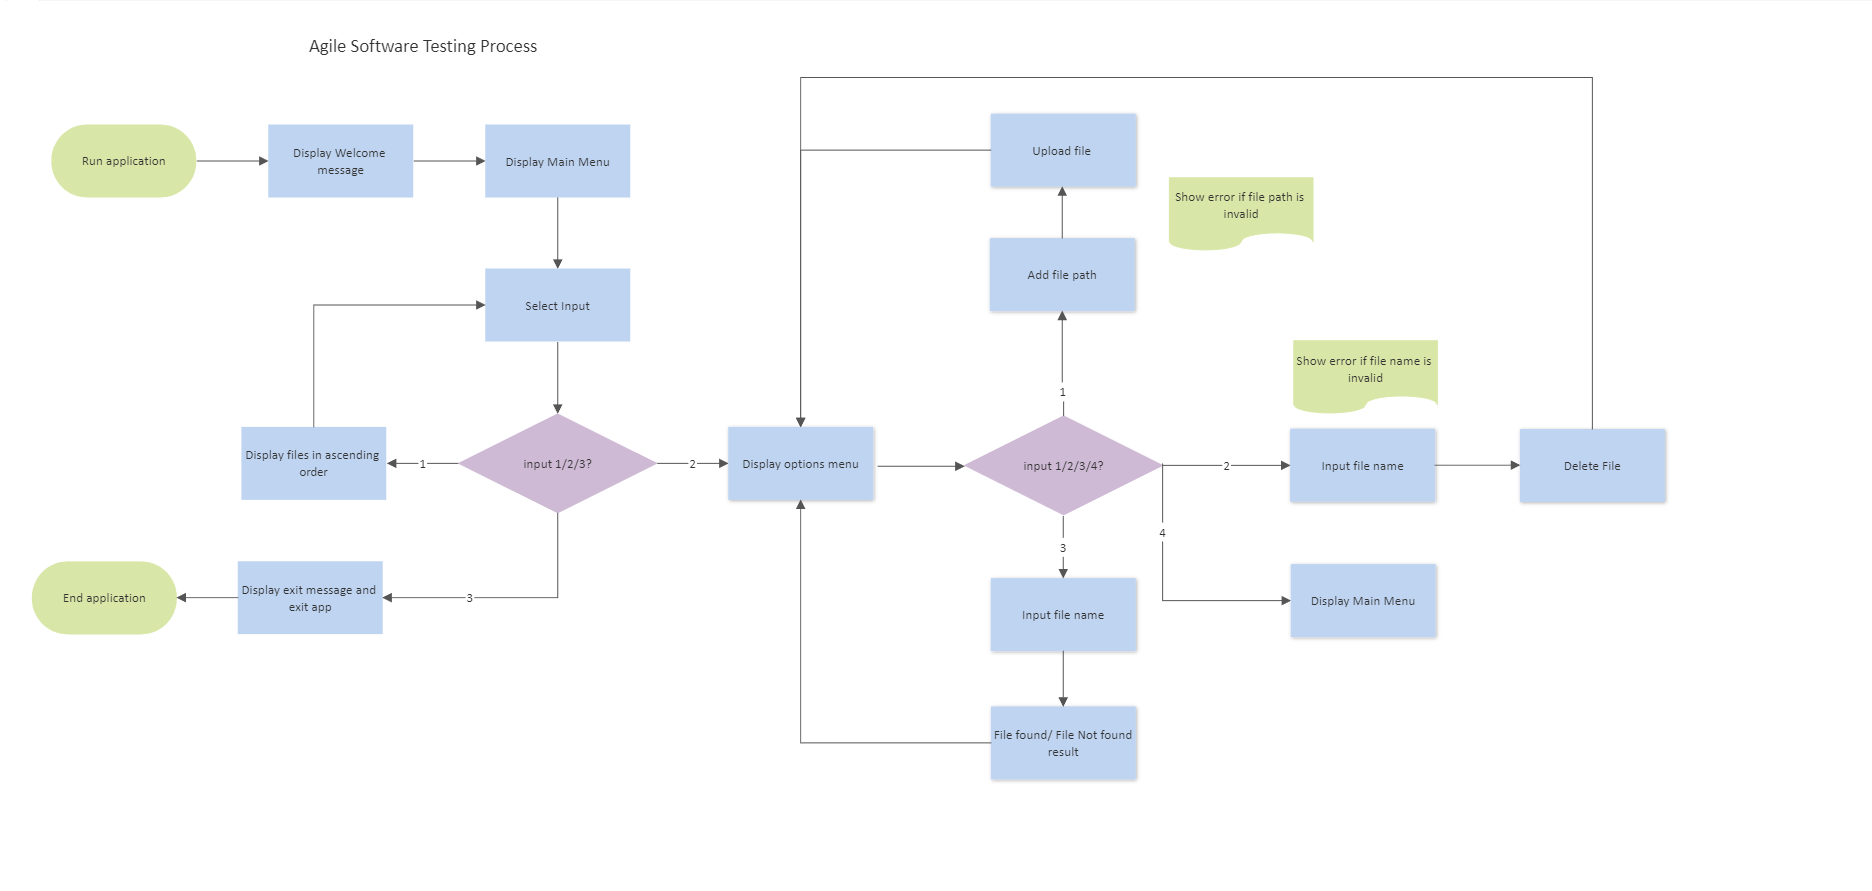 Agile Software Testing Process
Run application
Display Welcome
message
Display Main Menu
Upload file
Show error if file path is
invalid
Add file path
Select Input
Show error if file name is
invalid
1
Display files in ascending
order
1
input 1/2/3?
2
Display options menu
input 1/2/3/4?
2
Input file name
Delete File
4
3
End application
Display exit message and
exit app
3
Input file name
Display Main Menu
File found/ File Not found
result